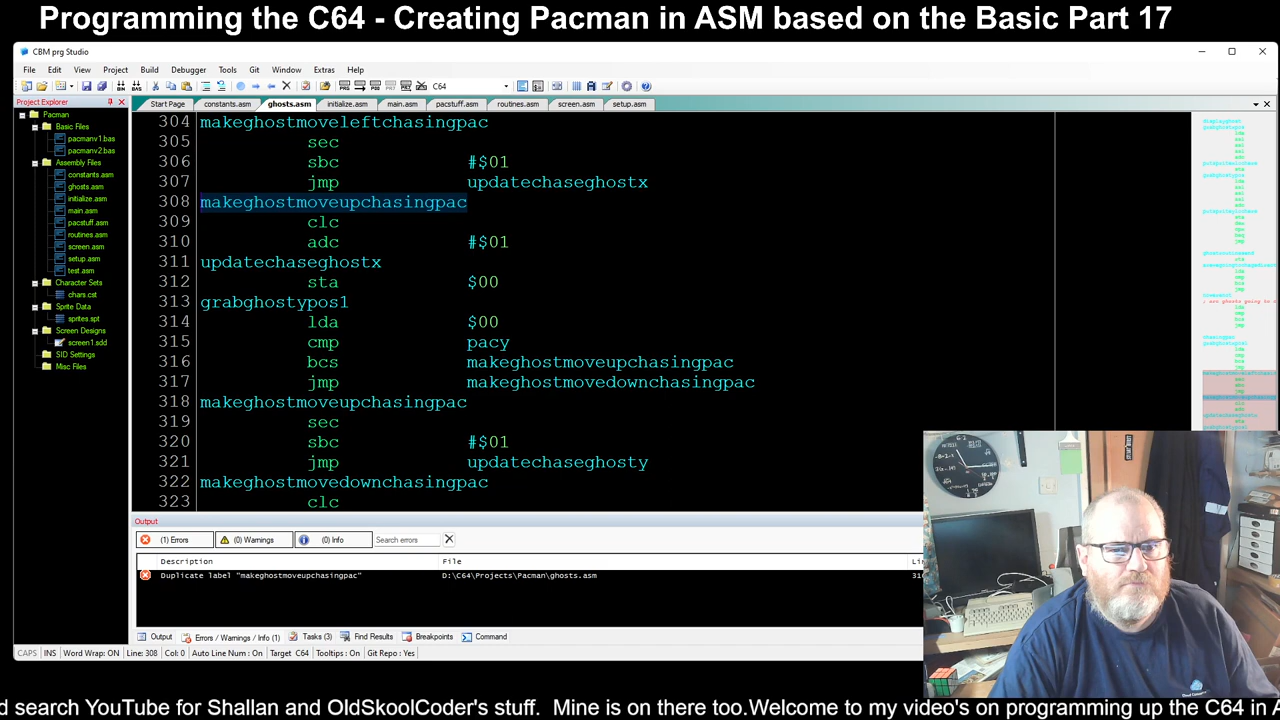 Programming the C64 - Creating Pacman in ASM based on the Basic Part 17
CBM prg Studio
File Edit View Project Build Debugger Tools Git Window Extras Help
C64
Project Explorer
Start Page constants.asm ghosts.asm initialize.asm main.asm pacstuff.asm routines.asm screen.asm setup.asm
Pacman
Basic Files
pacmanv1.bas
pacmanv2.bas
Assembly Files
constants.asm
ghosts.asm
initialize.asm
main.asm
pacstuff.asm
routines.asm
screen.asm
setup.asm
test.asm
Character Sets
chars.cst
Sprite Data
sprites.spt
Screen Designs
screen1.sdd
SID Settings
Misc Files
304 makeghostmoveleftchasingpac
305 sec
306 sbc #$01
307 jmp updatechaseghostx
308 makeghostmoveupchasingpac
309 clc
310 adc #$01
311 updatechaseghostx
312 sta $00
313 grabghostypos1
314 lda $00
315 cmp pacy
316 bcs makeghostmoveupchasingpac
317 jmp makeghostmovedownchasingpac
318 makeghostmoveupchasingpac
319 sec
320 sbc #$01
321 jmp updatechaseghosty
322 makeghostmovedownchasingpac
323 clc
Output
(1) Errors (0) Warnings (0) Info Search errors
Description File
Duplicate label "makeghostmoveupchasingpac" D:\C64\Projects\Pacman\ghosts.asm
Output Errors / Warnings / Info (1) Tasks (3) Find Results Breakpoints Command
CAPS INS Word Wrap: ON Line: 308 Col: 0 Auto Line Num : On Target C64 Tooltips : On Git Repo : Yes
d search YouTube for Shallan and OldSkoolCoder's stuff. Mine is on there too.Welcome to my video's on programming up the C64 in A